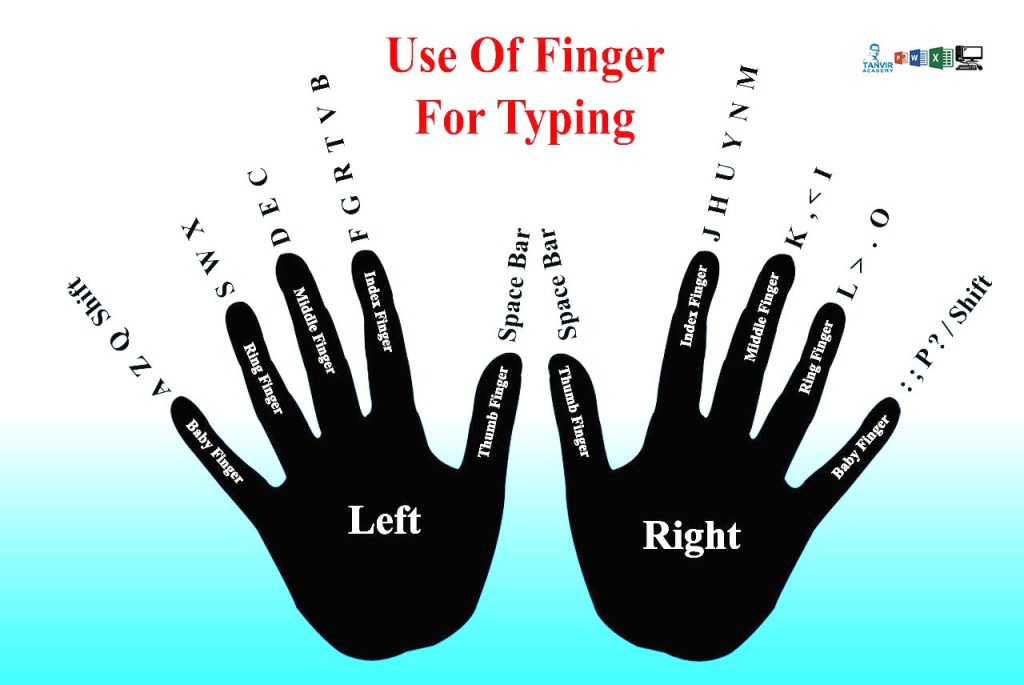 Use Of Finger
For Typing
TANVIR
ACADEMY
A Z Q Shift
S W X
D E C
F G R T V B
Space Bar
Space Bar
J H U Y N M
K , < I
L > . O
: ; P ? / Shift
Baby Finger
Ring Finger
Middle Finger
Index Finger
Thumb Finger
Thumb Finger
Index Finger
Middle Finger
Ring Finger
Baby Finger
Left
Right